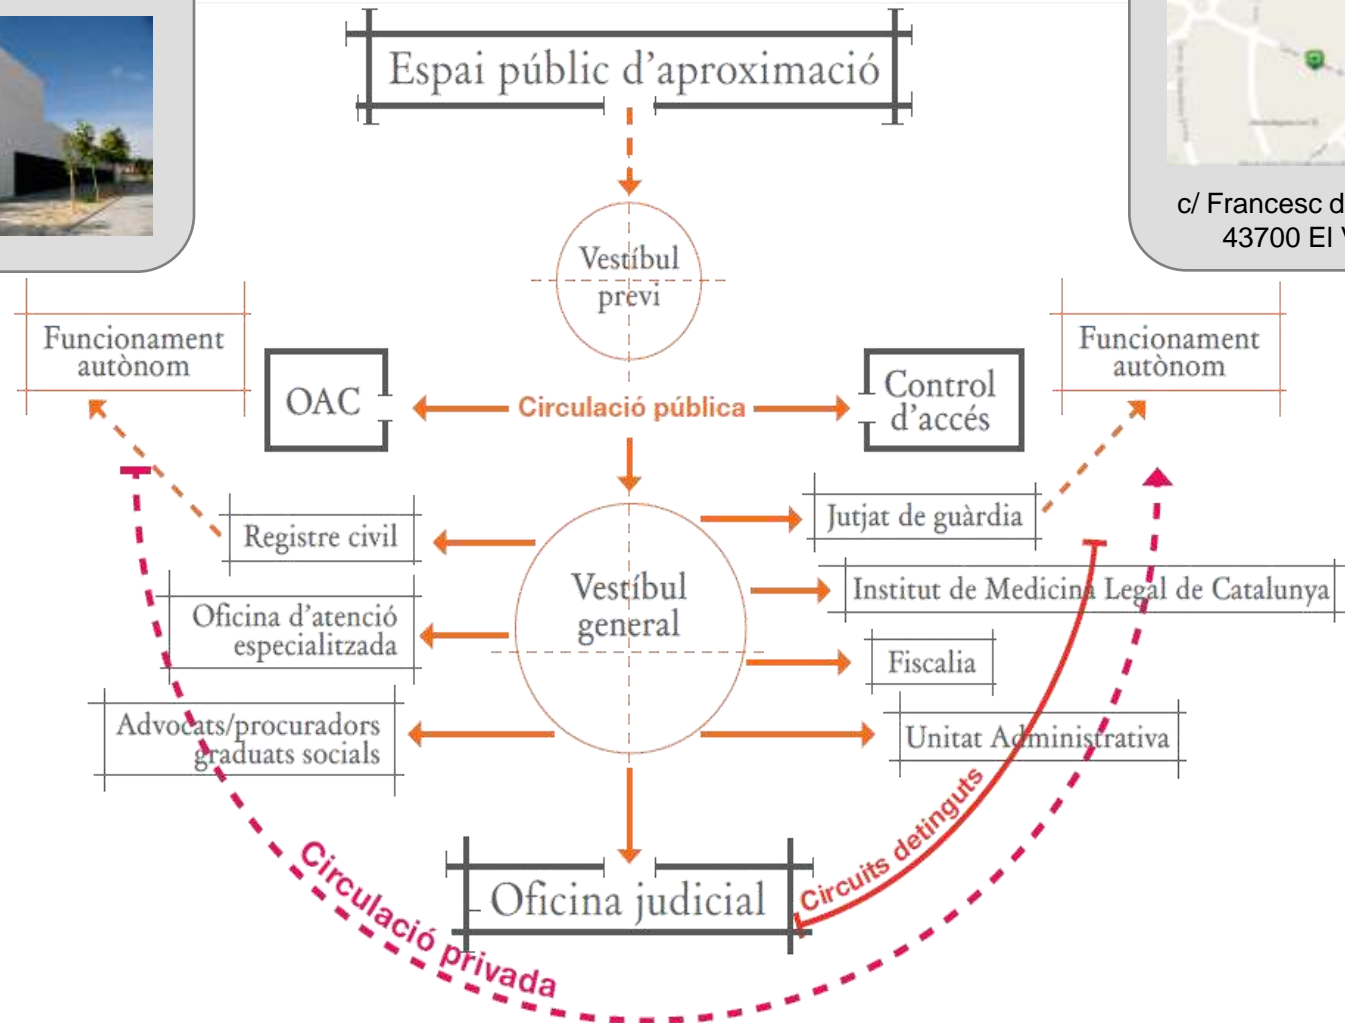 Espai públic d'aproximació
c/ Francesc d
43700 El V
Vestíbul
previ
Funcionament
autònom
Funcionament
autònom
OAC
Circulació pública
Control
d'accés
Registre civil
Jutjat de guàrdia
Oficina d'atenció
especialitzada
Vestíbul
general
Institut de Medicina Legal de Catalunya
Fiscalia
Advocats/procuradors
graduats socials
Unitat Administrativa
Oficina judicial
Circuits detinguts
Circulació privada